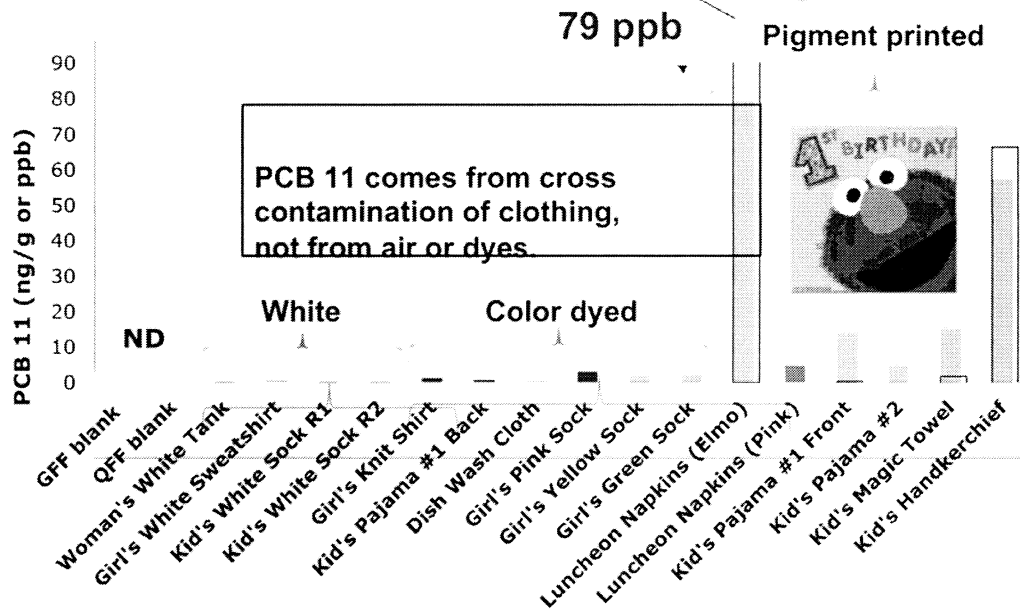 79 ppb
Pigment printed
PCB 11 (ng/g or ppb)
90
80
70
60
50
40
30
20
10
0
PCB 11 comes from cross
contamination of clothing,
not from air or dyes.
1ST BIRTHDAY!
ND
White
Color dyed
GFF blank
QFF blank
Woman's White Tank
Girl's White Sweatshirt
Kid's White Sock R1
Kid's White Sock R2
Girl's Knit Shirt
Kid's Pajama #1 Back
Dish Wash Cloth
Girl's Pink Sock
Girl's Yellow Sock
Girl's Green Sock
Luncheon Napkins (Elmo)
Luncheon Napkins (Pink)
Kid's Pajama #1 Front
Kid's Pajama #2
Kid's Magic Towel
Kid's Handkerchief